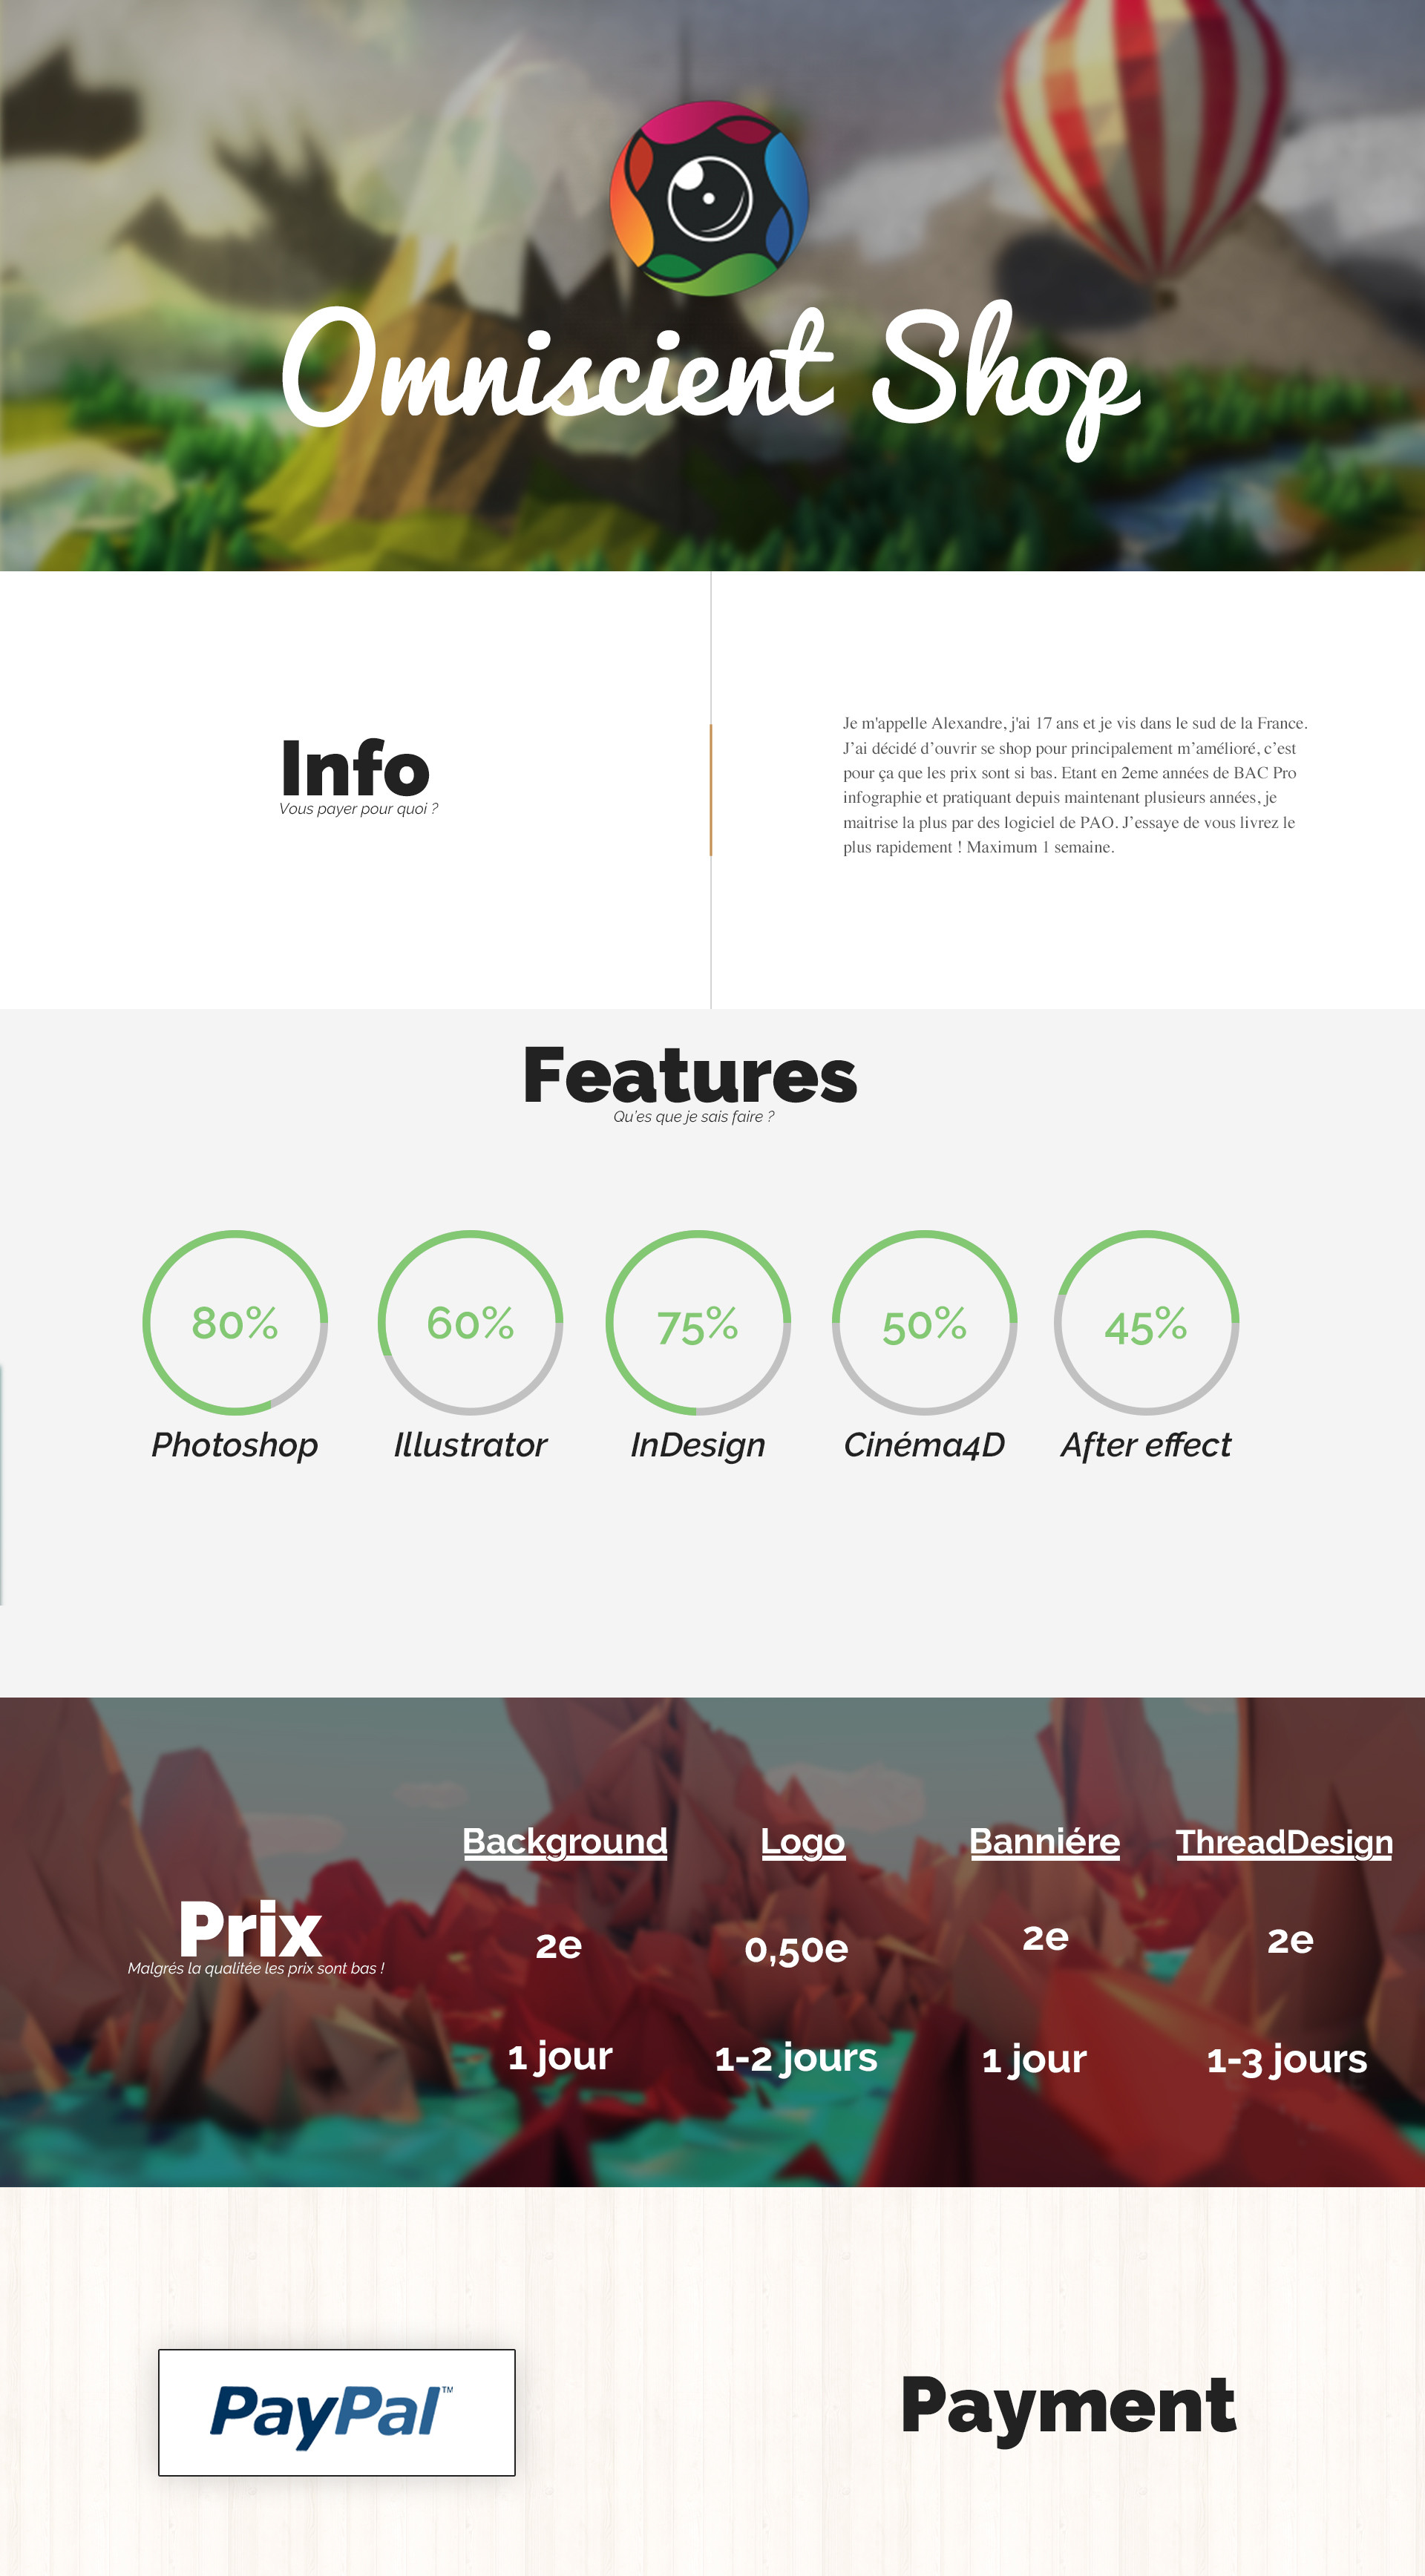 Omniscient Shop
Info
Vous payer pour quoi ?
Je m'appelle Alexandre, j'ai 17 ans et je vis dans le sud de la France.
J'ai décidé d'ouvrir se shop pour principalement m'amélioré, c'est
pour ça que les prix sont si bas. Etant en 2eme années de BAC Pro
infographie et pratiquant depuis maintenant plusieurs années, je
maitrise la plus par des logiciel de PAO. J'essaye de vous livrez le
plus rapidement ! Maximum 1 semaine.
Features
Qu'es que je sais faire ?
80% 60% 75% 50% 45%
Photoshop Illustrator InDesign Cinéma4D After effect
Prix
Malgrés la qualitée les prix sont bas !
Background Logo Banniére ThreadDesign
2e 0,50e 2e 2e
1 jour 1-2 jours 1 jour 1-3 jours
PayPal™
Payment